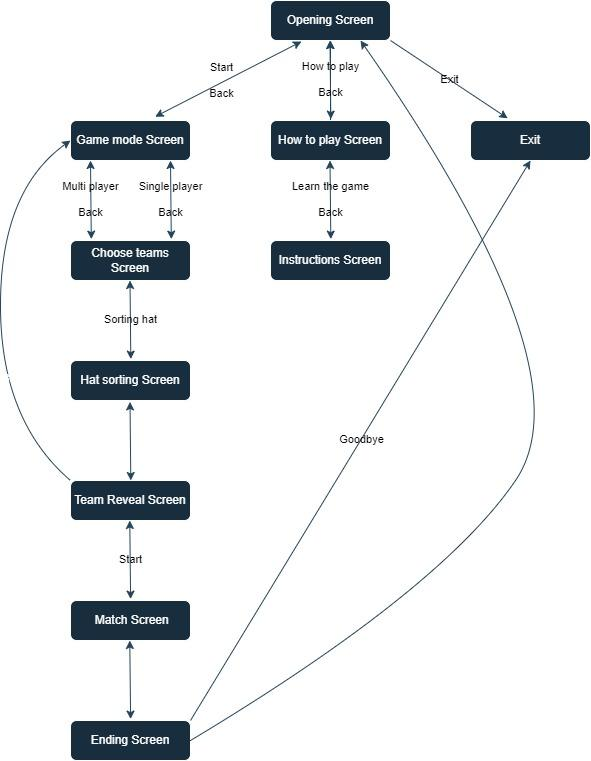 Opening Screen
Start
Back
How to play
Back
Exit
Game mode Screen
How to play Screen
Exit
Multi player
Back
Single player
Back
Learn the game
Back
Choose teams
Screen
Instructions Screen
Sorting hat
Hat sorting Screen
Goodbye
Team Reveal Screen
Start
Match Screen
Ending Screen